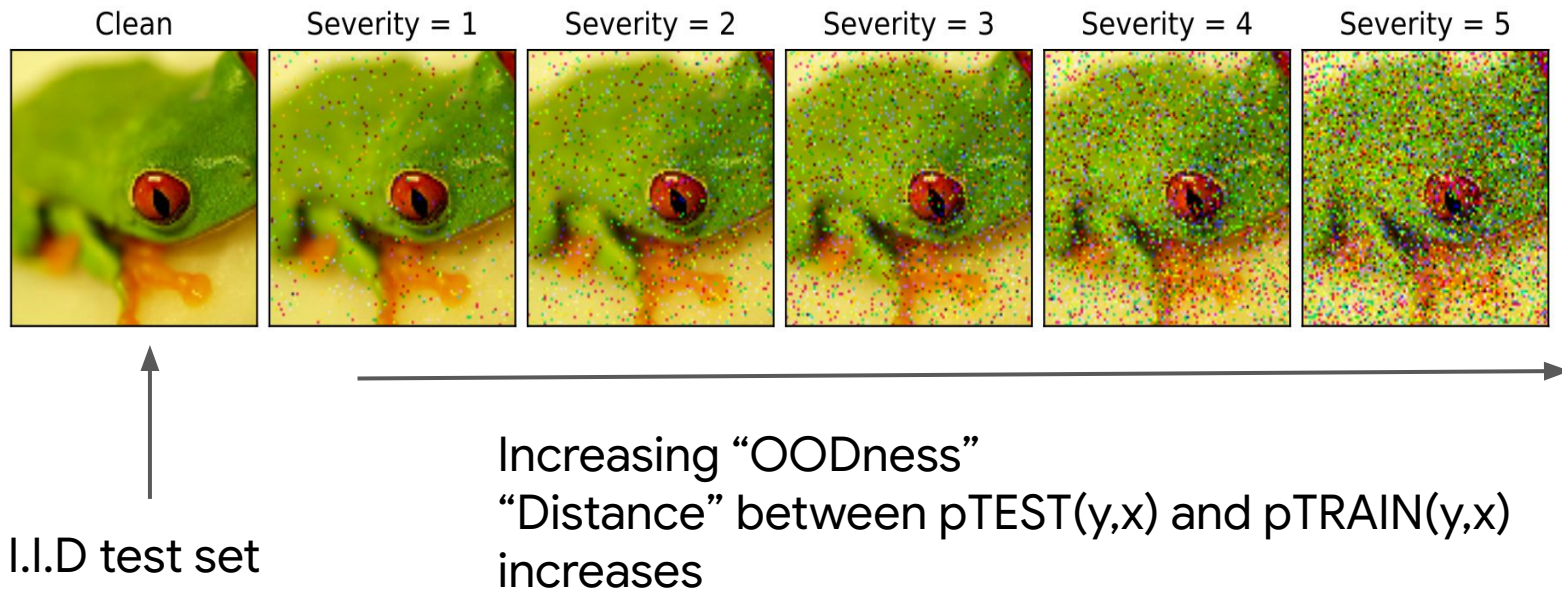 Clean
Severity = 1
Severity = 2
Severity = 3
Severity = 4
Severity = 5
I.I.D test set
Increasing “OODness”
“Distance” between pTEST(y,x) and pTRAIN(y,x)
increases